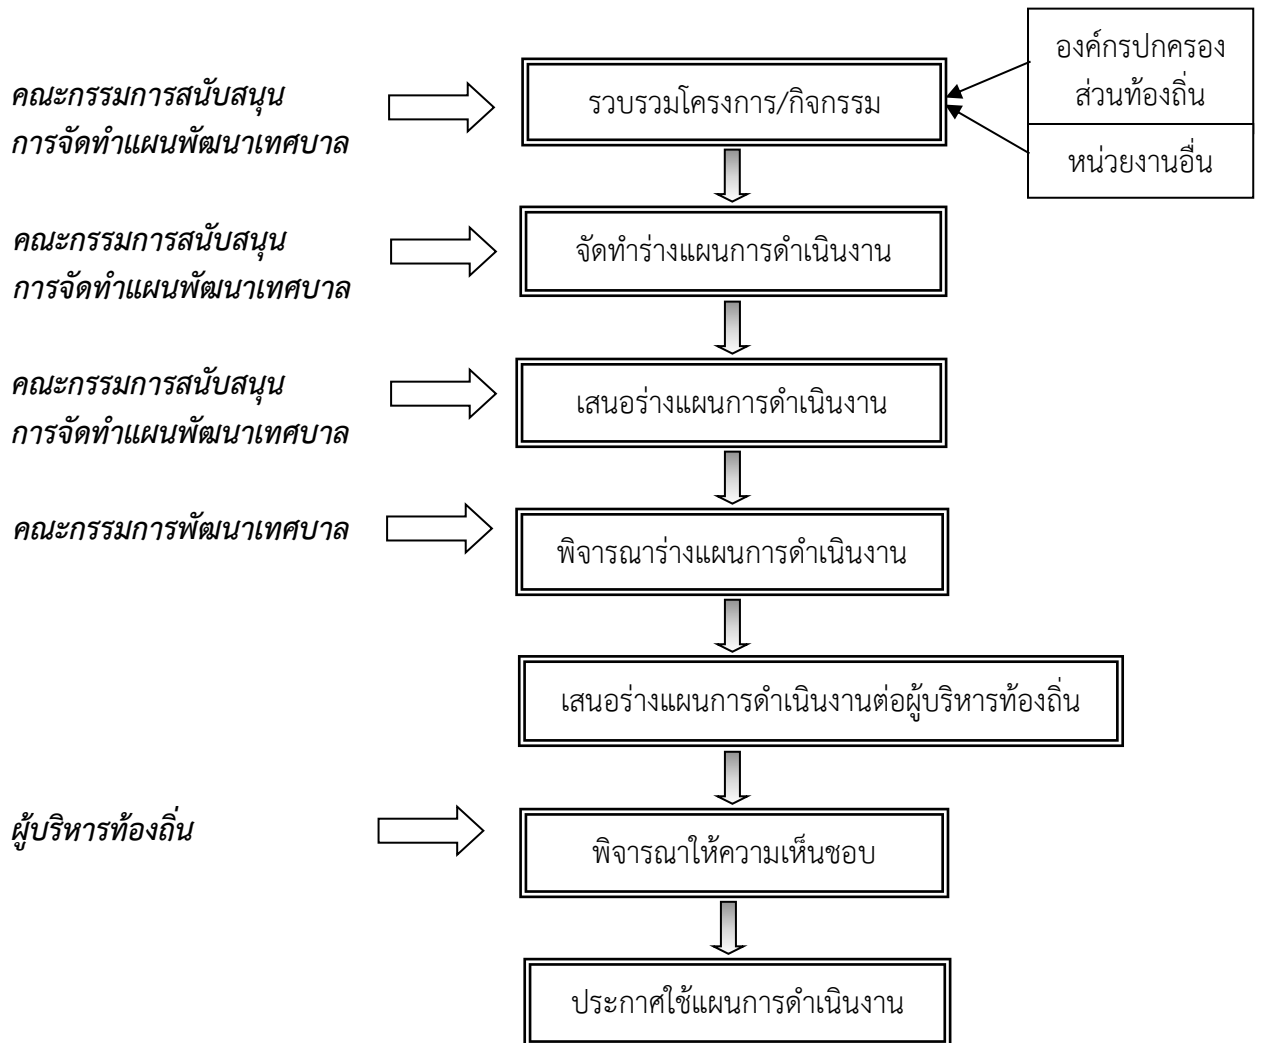 องค์กรปกครอง
ส่วนท้องถิ่น
หน่วยงานอื่น
คณะกรรมการสนับสนุน
การจัดทำแผนพัฒนาเทศบาล
รวบรวมโครงการ/กิจกรรม
คณะกรรมการสนับสนุน
การจัดทำแผนพัฒนาเทศบาล
จัดทำร่างแผนการดำเนินงาน
คณะกรรมการสนับสนุน
การจัดทำแผนพัฒนาเทศบาล
เสนอร่างแผนการดำเนินงาน
คณะกรรมการพัฒนาเทศบาล
พิจารณาร่างแผนการดำเนินงาน
เสนอร่างแผนการดำเนินงานต่อผู้บริหารท้องถิ่น
ผู้บริหารท้องถิ่น
พิจารณาให้ความเห็นชอบ
ประกาศใช้แผนการดำเนินงาน